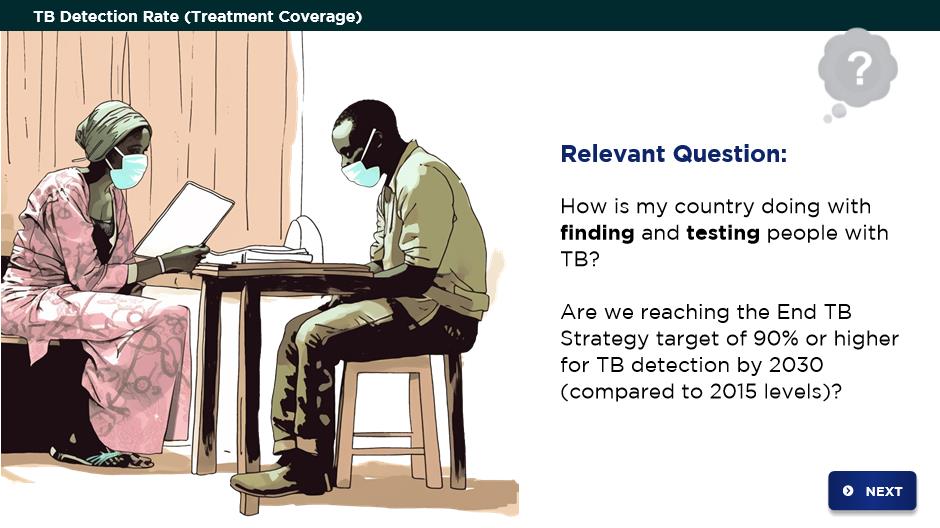 TB Detection Rate (Treatment Coverage)
?
Relevant Question:
How is my country doing with
finding and testing people with
TB?
Are we reaching the End TB
Strategy target of 90% or higher
for TB detection by 2030
(compared to 2015 levels)?
NEXT